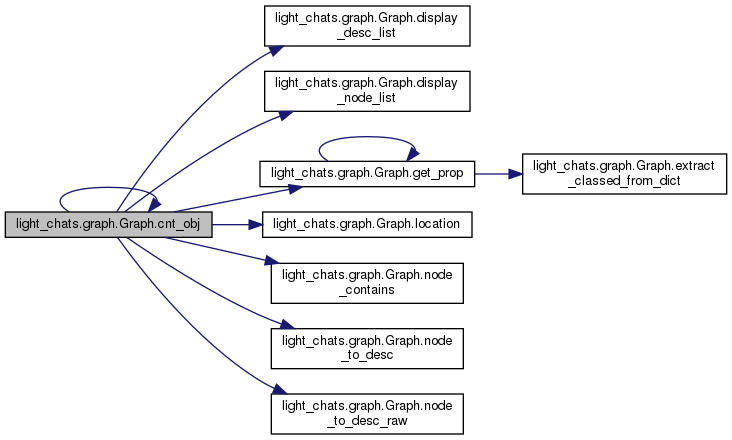 light_chats.graph.Graph.display
_desc_list
light_chats.graph.Graph.display
_node_list
light_chats.graph.Graph.get_prop
light_chats.graph.Graph.extract
_classed_from_dict
light_chats.graph.Graph.cnt_obj
light_chats.graph.Graph.location
light_chats.graph.Graph.node
_contains
light_chats.graph.Graph.node
_to_desc
light_chats.graph.Graph.node
_to_desc_raw